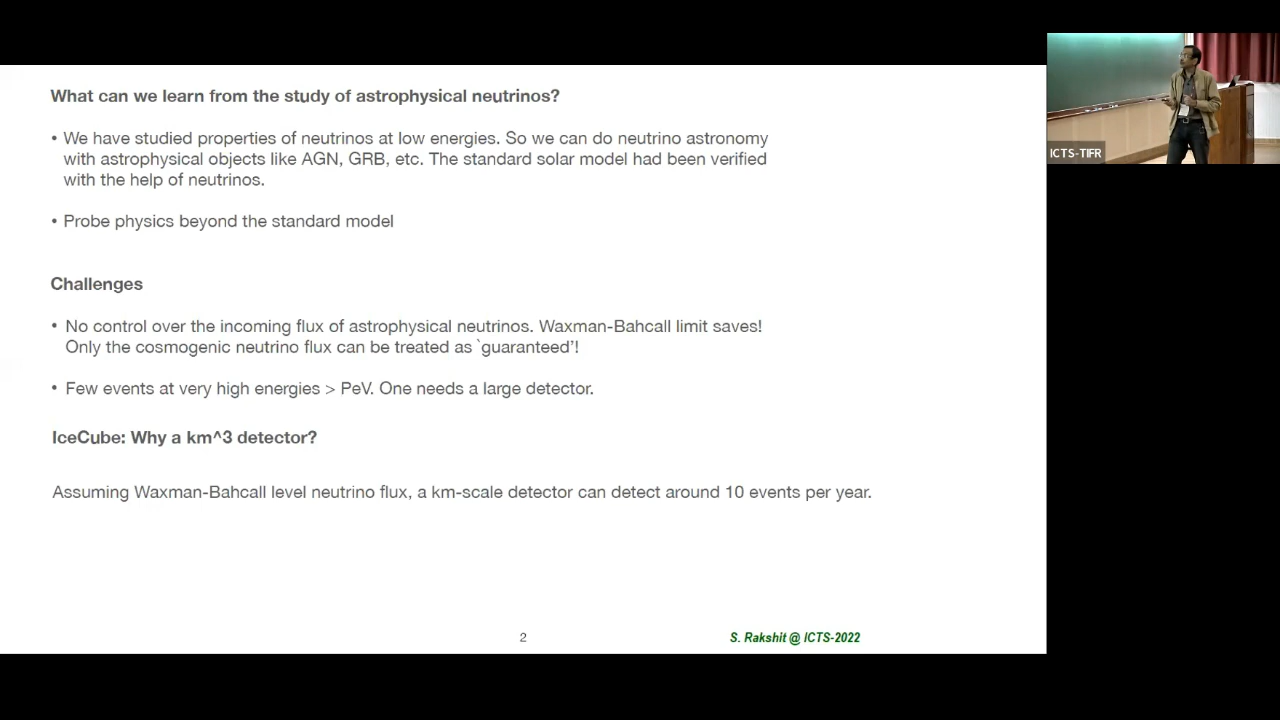 What can we learn from the study of astrophysical neutrinos?
• We have studied properties of neutrinos at low energies. So we can do neutrino astronomy
with astrophysical objects like AGN, GRB, etc. The standard solar model had been verified
with the help of neutrinos.
• Probe physics beyond the standard model
Challenges
• No control over the incoming flux of astrophysical neutrinos. Waxman-Bahcall limit saves!
Only the cosmogenic neutrino flux can be treated as `guaranteed'!
• Few events at very high energies > PeV. One needs a large detector.
IceCube: Why a km^3 detector?
Assuming Waxman-Bahcall level neutrino flux, a km-scale detector can detect around 10 events per year.
2
S. Rakshit @ ICTS-2022
ICTS-TIFR